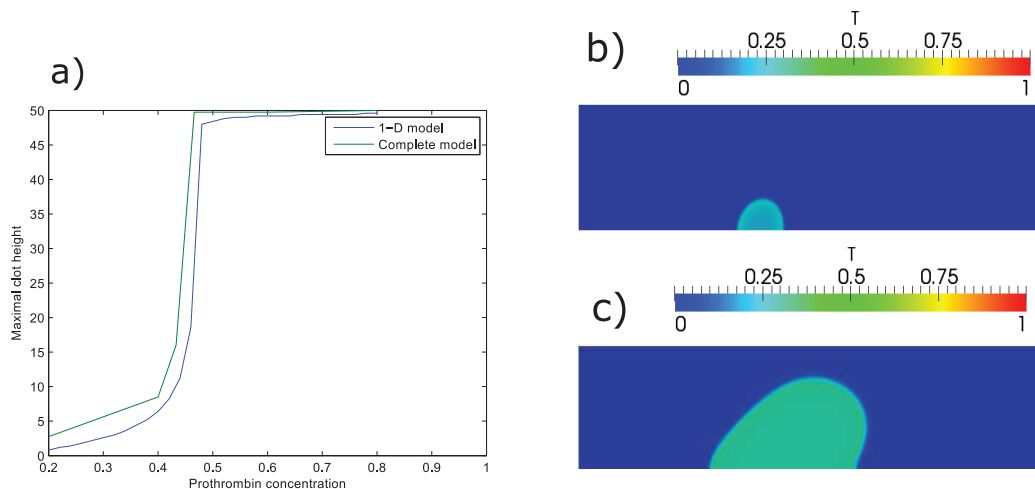 a)
50
45
40
35
30
25
20
15
10
5
0
0.2 0.3 0.4 0.5 0.6 0.7 0.8 0.9 1
Maximal clot height
Prothrombin concentration
1−D model
Complete model
b)
T
0.25 0.5 0.75
0 1
c)
T
0.25 0.5 0.75
0 1